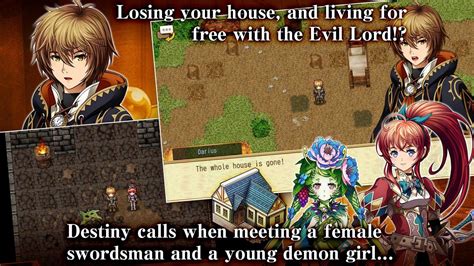 Losing your house, and living for
free with the Evil Lord!?
Darius
The whole house is gone!
Destiny calls when meeting a female
swordsman and a young demon girl...